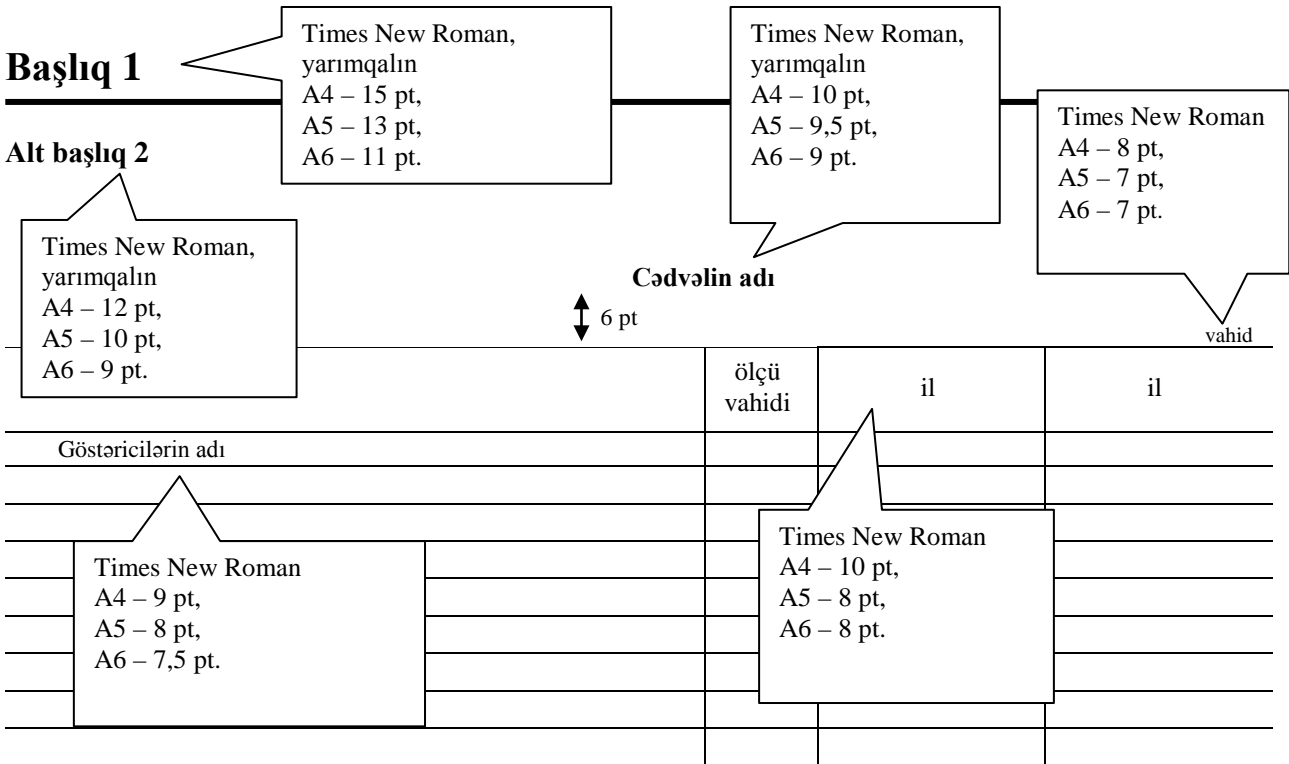 Başlıq 1
Times New Roman,
yarımqalın
A4 – 15 pt,
A5 – 13 pt,
A6 – 11 pt.
Times New Roman,
yarımqalın
A4 – 10 pt,
A5 – 9,5 pt,
A6 – 9 pt.
Times New Roman
A4 – 8 pt,
A5 – 7 pt,
A6 – 7 pt.
Alt başlıq 2
Times New Roman,
yarımqalın
A4 – 12 pt,
A5 – 10 pt,
A6 – 9 pt.
Cədvəlin adı
6 pt
vahid
ölçü
vahidi
il
il
Göstəricilərin adı
Times New Roman
A4 – 9 pt,
A5 – 8 pt,
A6 – 7,5 pt.
Times New Roman
A4 – 10 pt,
A5 – 8 pt,
A6 – 8 pt.